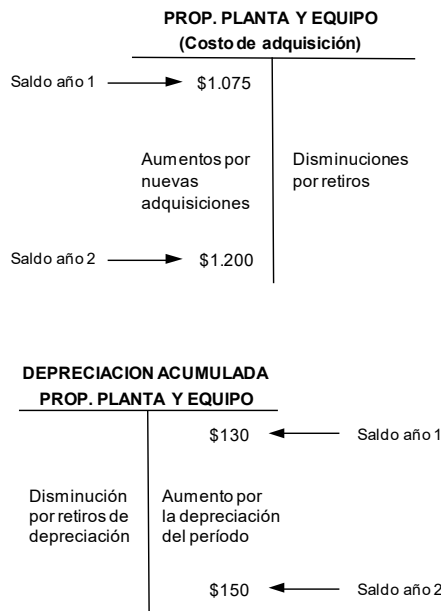 PROP. PLANTA Y EQUIPO
(Costo de adquisición)
Saldo año 1
$1.075
Aumentos por
nuevas
adquisiciones
Disminuciones
por retiros
Saldo año 2
$1.200
DEPRECIACION ACUMULADA
PROP. PLANTA Y EQUIPO
$130
Saldo año 1
Disminución
por retiros de
depreciación
Aumento por
la depreciación
del período
$150
Saldo año 2